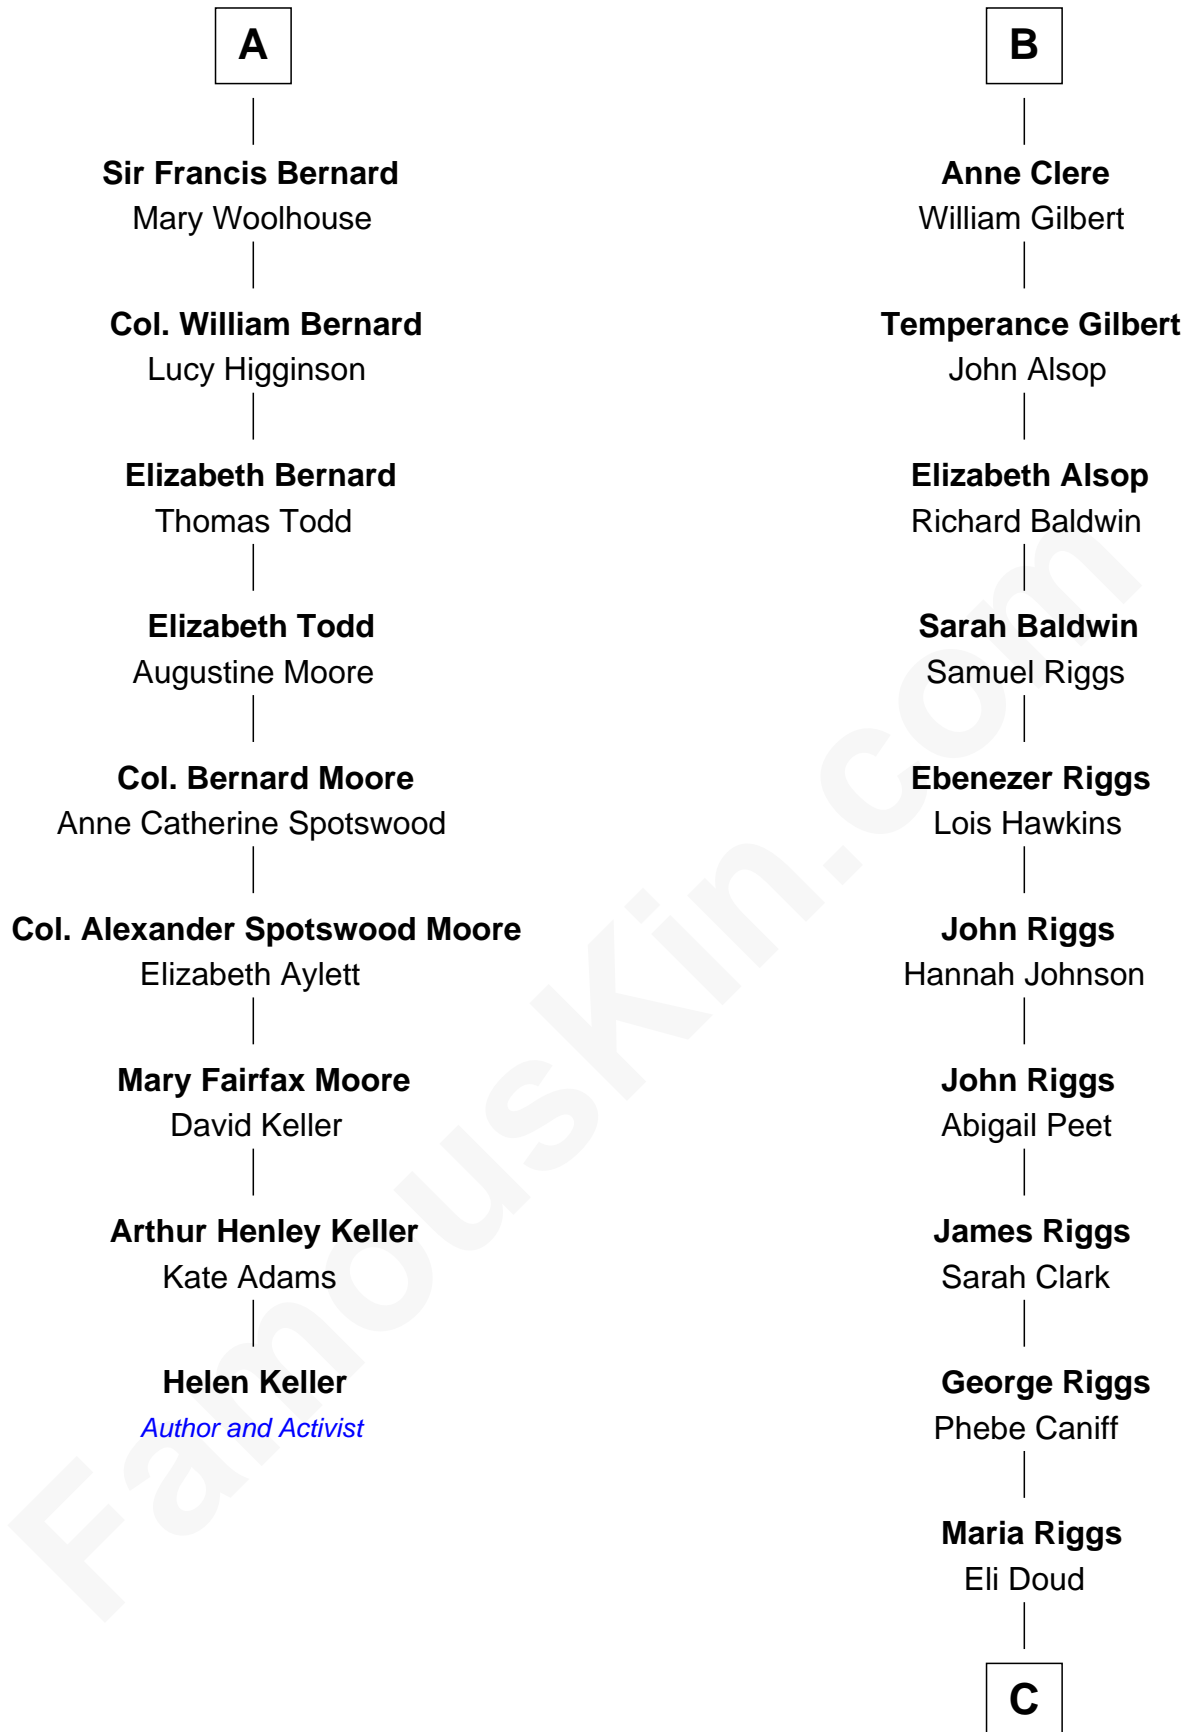 A
Sir Francis Bernard
Mary Woolhouse
Col. William Bernard
Lucy Higginson
Elizabeth Bernard
Thomas Todd
Elizabeth Todd
Augustine Moore
Col. Bernard Moore
Anne Catherine Spotswood
Col. Alexander Spotswood Moore
Elizabeth Aylett
Mary Fairfax Moore
David Keller
Arthur Henley Keller
Kate Adams
Helen Keller
Author and Activist
B
Anne Clere
William Gilbert
Temperance Gilbert
John Alsop
Elizabeth Alsop
Richard Baldwin
Sarah Baldwin
Samuel Riggs
Ebenezer Riggs
Lois Hawkins
John Riggs
Hannah Johnson
John Riggs
Abigail Peet
James Riggs
Sarah Clark
George Riggs
Phebe Caniff
Maria Riggs
Eli Doud
C
FamousKin.com